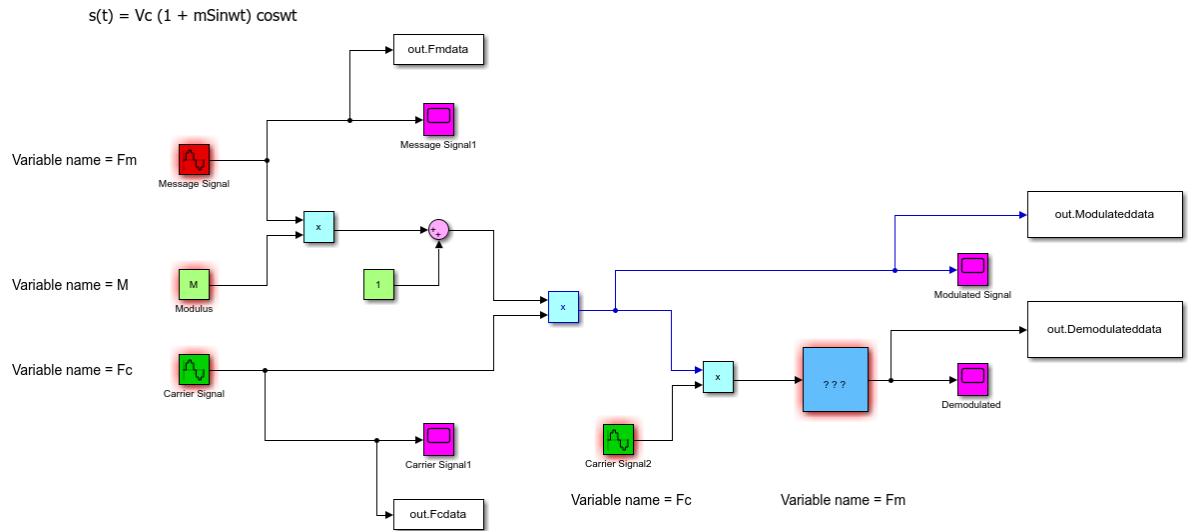 s(t) = Vc (1 + mSinwt) coswt
out.Fmdata
Message Signal1
Variable name = Fm
Message Signal
x
out.Modulateddata
Variable name = M
M
Modulus
1
Modulated Signal
x
out.Demodulateddata
Variable name = Fc
Carrier Signal
x
? ? ?
Demodulated
Carrier Signal1
Carrier Signal2
Variable name = Fc
Variable name = Fm
out.Fcdata